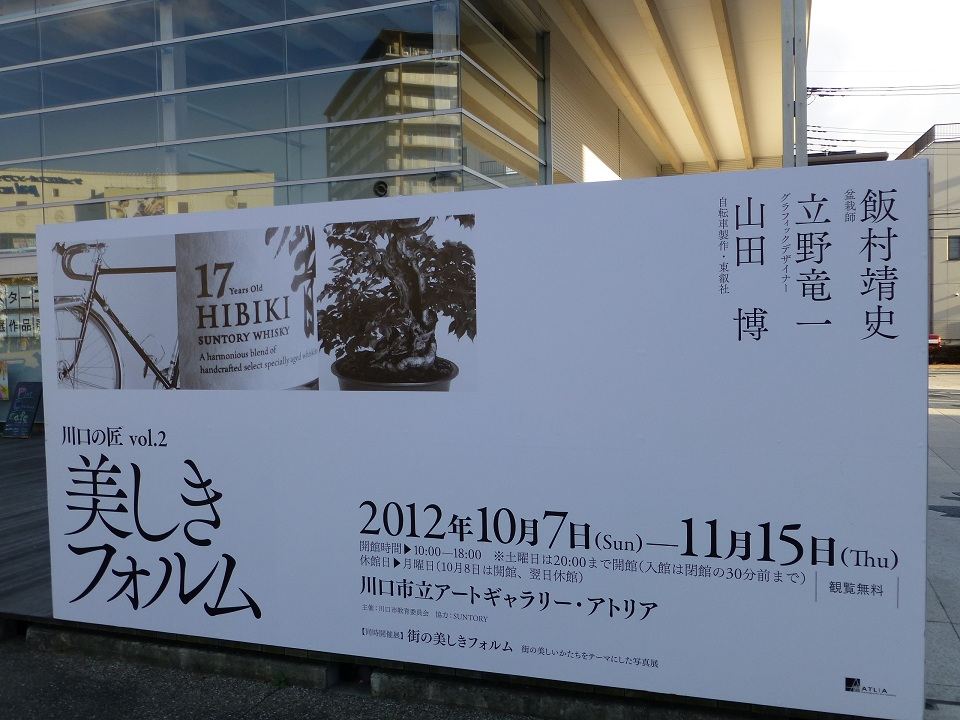 飯村靖史
盆栽師
立野竜一
グラフィックデザイナー
山田 博
自転車製作・東叡社
17 Years Old
HIBIKI
SUNTORY WHISKY
A harmonious blend of
handcrafted select specially aged whiskies
川口の匠 vol.2
美しき
フォルム
2012年10月7日(Sun)—11月15日(Thu)
開館時間▶10:00—18:00 ※土曜日は20:00まで開館(入館は閉館の30分前まで)
休館日▶月曜日(10月8日は開館、翌日休館)
観覧無料
川口市立アートギャラリー・アトリア
主催:川口市教育委員会 協力:SUNTORY
【同時開催展】街の美しきフォルム 街の美しいかたちをテーマにした写真展
ATLIA